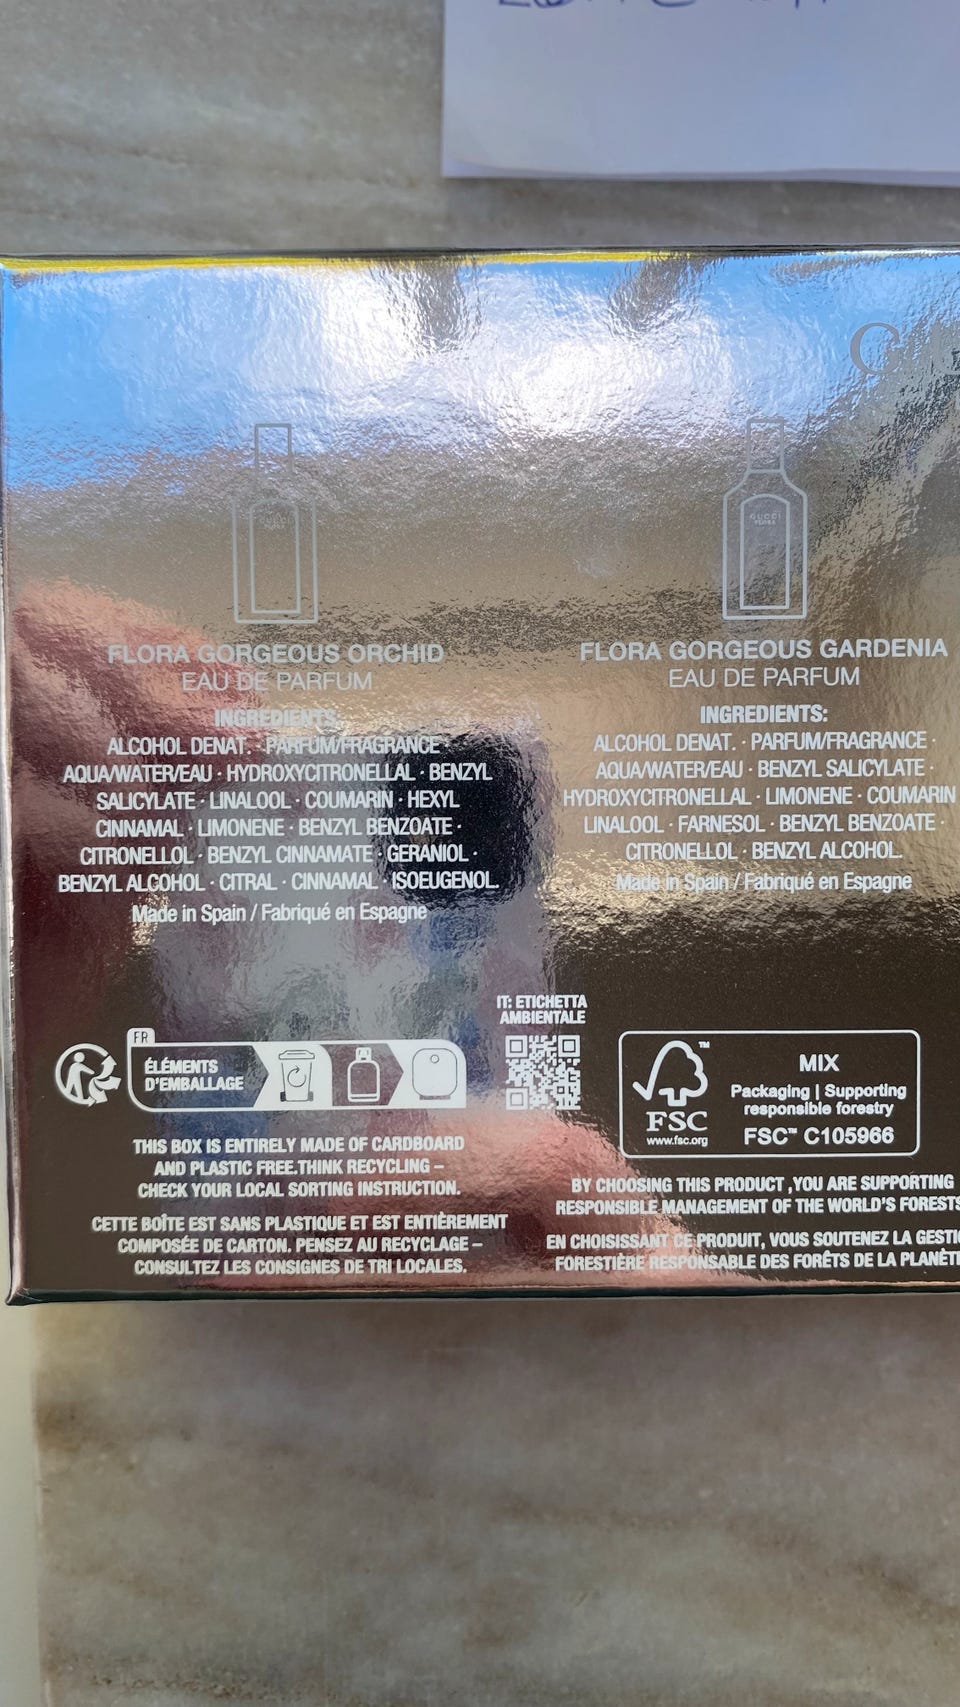 GUCCI
FLORA
FLORA GORGEOUS ORCHID
EAU DE PARFUM
INGREDIENTS:
ALCOHOL DENAT. · PARFUM/FRAGRANCE ·
AQUA/WATER/EAU · HYDROXYCITRONELLAL · BENZYL
SALICYLATE · LINALOOL · COUMARIN · HEXYL
CINNAMAL · LIMONENE · BENZYL BENZOATE ·
CITRONELLOL · BENZYL CINNAMATE · GERANIOL ·
BENZYL ALCOHOL · CITRAL · CINNAMAL · ISOEUGENOL.
Made in Spain / Fabriqué en Espagne
GUCCI
FLORA
FLORA GORGEOUS GARDENIA
EAU DE PARFUM
INGREDIENTS:
ALCOHOL DENAT. · PARFUM/FRAGRANCE ·
AQUA/WATER/EAU · BENZYL SALICYLATE ·
HYDROXYCITRONELLAL · LIMONENE · COUMARIN
LINALOOL · FARNESOL · BENZYL BENZOATE ·
CITRONELLOL · BENZYL ALCOHOL.
Made in Spain / Fabriqué en Espagne
FR
ÉLÉMENTS
D'EMBALLAGE
IT: ETICHETTA
AMBIENTALE
FSC
www.fsc.org
MIX
Packaging | Supporting
responsible forestry
FSC™ C105966
THIS BOX IS ENTIRELY MADE OF CARDBOARD
AND PLASTIC FREE.THINK RECYCLING –
CHECK YOUR LOCAL SORTING INSTRUCTION.
CETTE BOÎTE EST SANS PLASTIQUE ET EST ENTIÈREMENT
COMPOSÉE DE CARTON. PENSEZ AU RECYCLAGE –
CONSULTEZ LES CONSIGNES DE TRI LOCALES.
BY CHOOSING THIS PRODUCT ,YOU ARE SUPPORTING
RESPONSIBLE MANAGEMENT OF THE WORLD'S FORESTS
EN CHOISISSANT CE PRODUIT, VOUS SOUTENEZ LA GESTIO
FORESTIÈRE RESPONSABLE DES FORÊTS DE LA PLANÈT